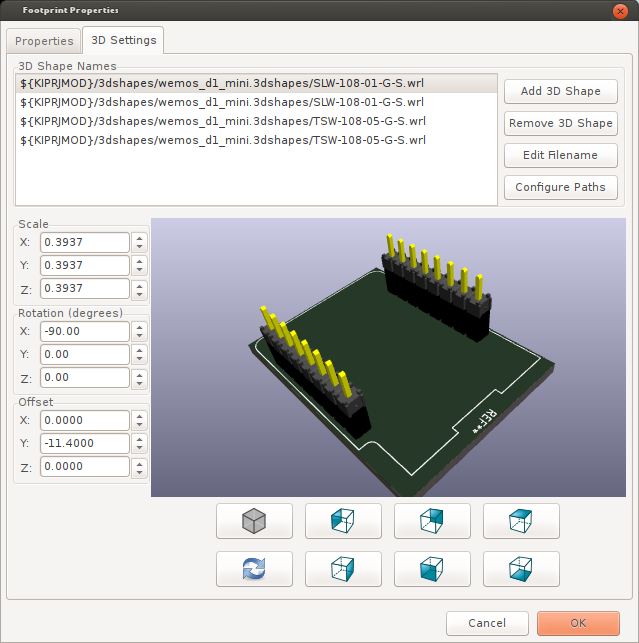 Footprint Properties
Properties
3D Settings
3D Shape Names
${KIPRJMOD}/3dshapes/wemos_d1_mini.3dshapes/SLW-108-01-G-S.wrl
${KIPRJMOD}/3dshapes/wemos_d1_mini.3dshapes/SLW-108-01-G-S.wrl
${KIPRJMOD}/3dshapes/wemos_d1_mini.3dshapes/TSW-108-05-G-S.wrl
${KIPRJMOD}/3dshapes/wemos_d1_mini.3dshapes/TSW-108-05-G-S.wrl
Add 3D Shape
Remove 3D Shape
Edit Filename
Configure Paths
Scale
X: 0.3937
Y: 0.3937
Z: 0.3937
Rotation (degrees)
X: -90.00
Y: 0.00
Z: 0.00
Offset
X: 0.0000
Y: -11.4000
Z: 0.0000
REF**
Cancel
OK